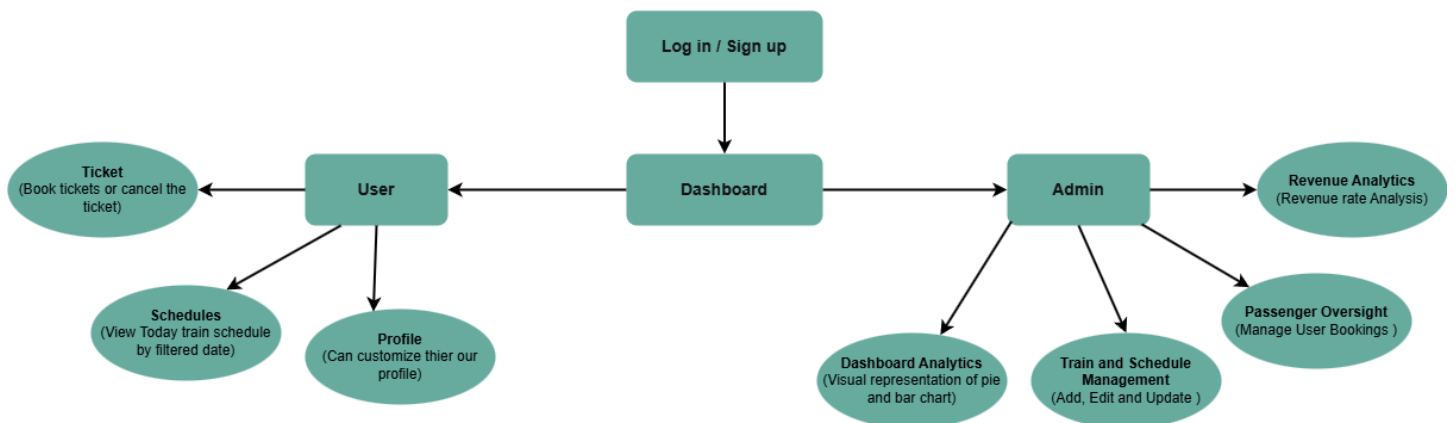 Log in / Sign up
Ticket
(Book tickets or cancel the
ticket)
User
Dashboard
Admin
Revenue Analytics
(Revenue rate Analysis)
Schedules
(View Today train schedule
by filtered date)
Profile
(Can customize thier our
profile)
Dashboard Analytics
(Visual representation of pie
and bar chart)
Train and Schedule
Management
(Add, Edit and Update )
Passenger Oversight
(Manage User Bookings )